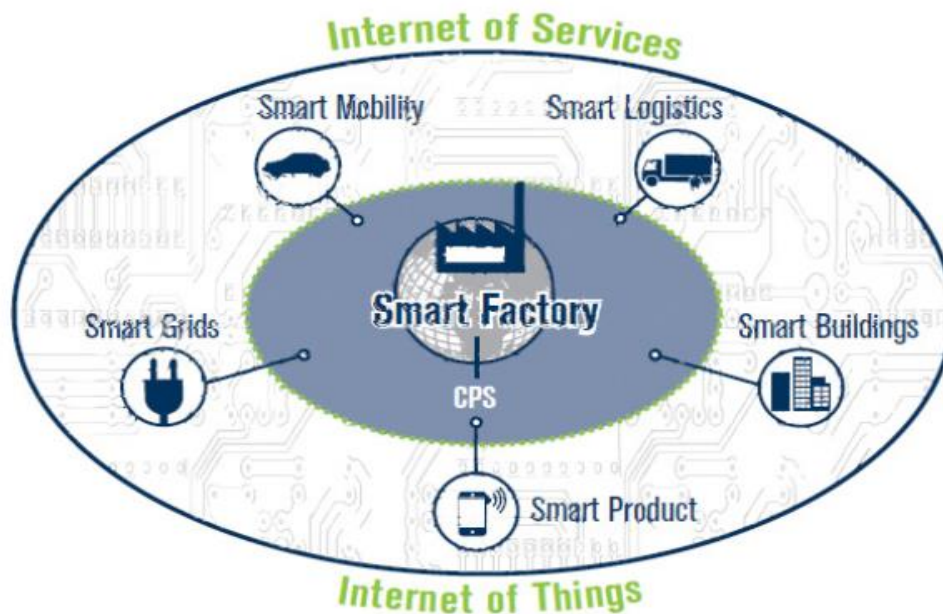 Internet of Services
Smart Mobility
Smart Logistics
Smart Factory
Smart Grids
Smart Buildings
CPS
Smart Product
Internet of Things